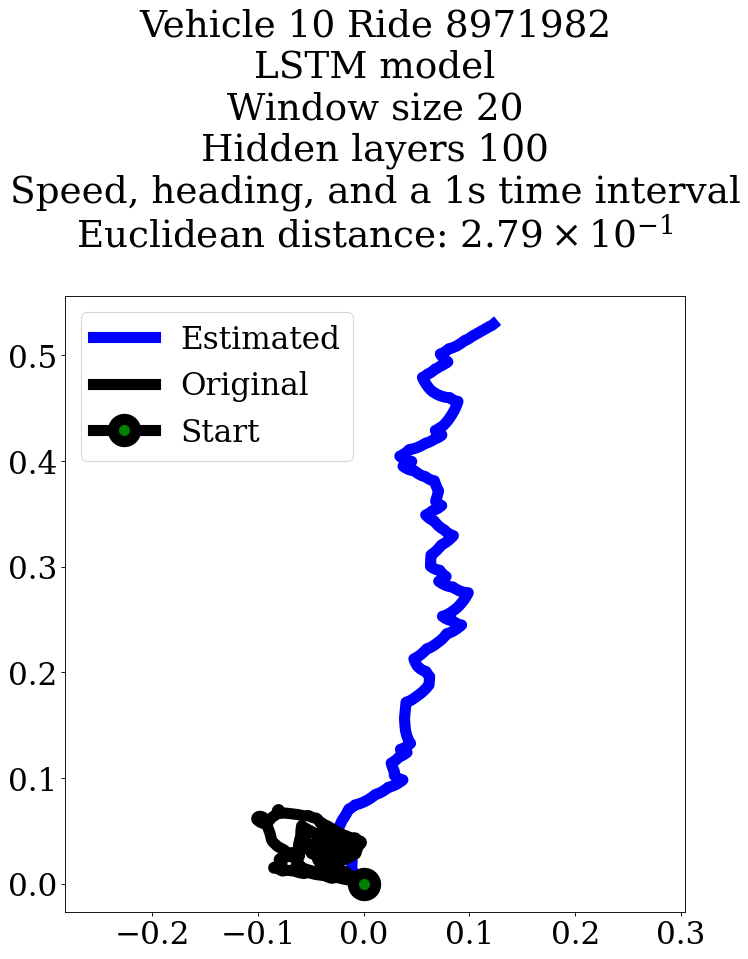 Vehicle 10 Ride 8971982
LSTM model
Window size 20
Hidden layers 100
Speed, heading, and a 1s time interval
Euclidean distance: 2.79 × 10⁻¹
Estimated
Original
Start
0.5
0.4
0.3
0.2
0.1
0.0
−0.2 −0.1 0.0 0.1 0.2 0.3